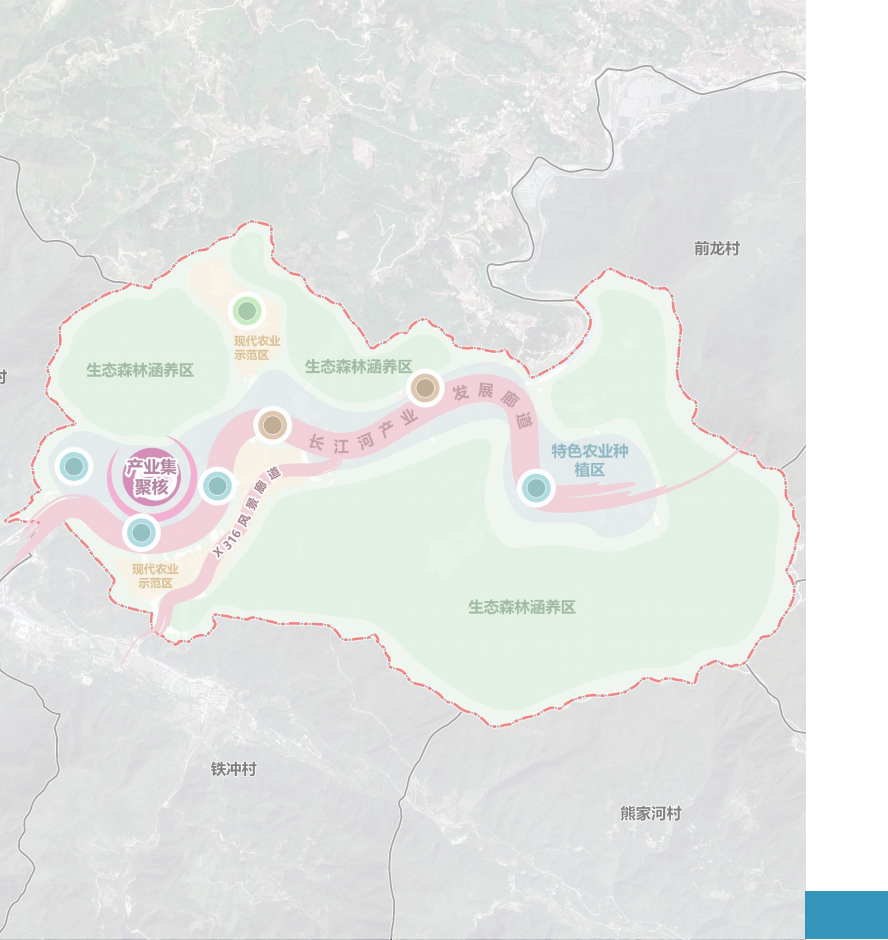 前龙村
现代农业
示范区
生态森林涵养区
生态森林涵养区
村
长江河产业发展廊道
特色农业种
植区
产业集
聚核
X316风景廊道
现代农业
示范区
生态森林涵养区
铁冲村
熊家河村